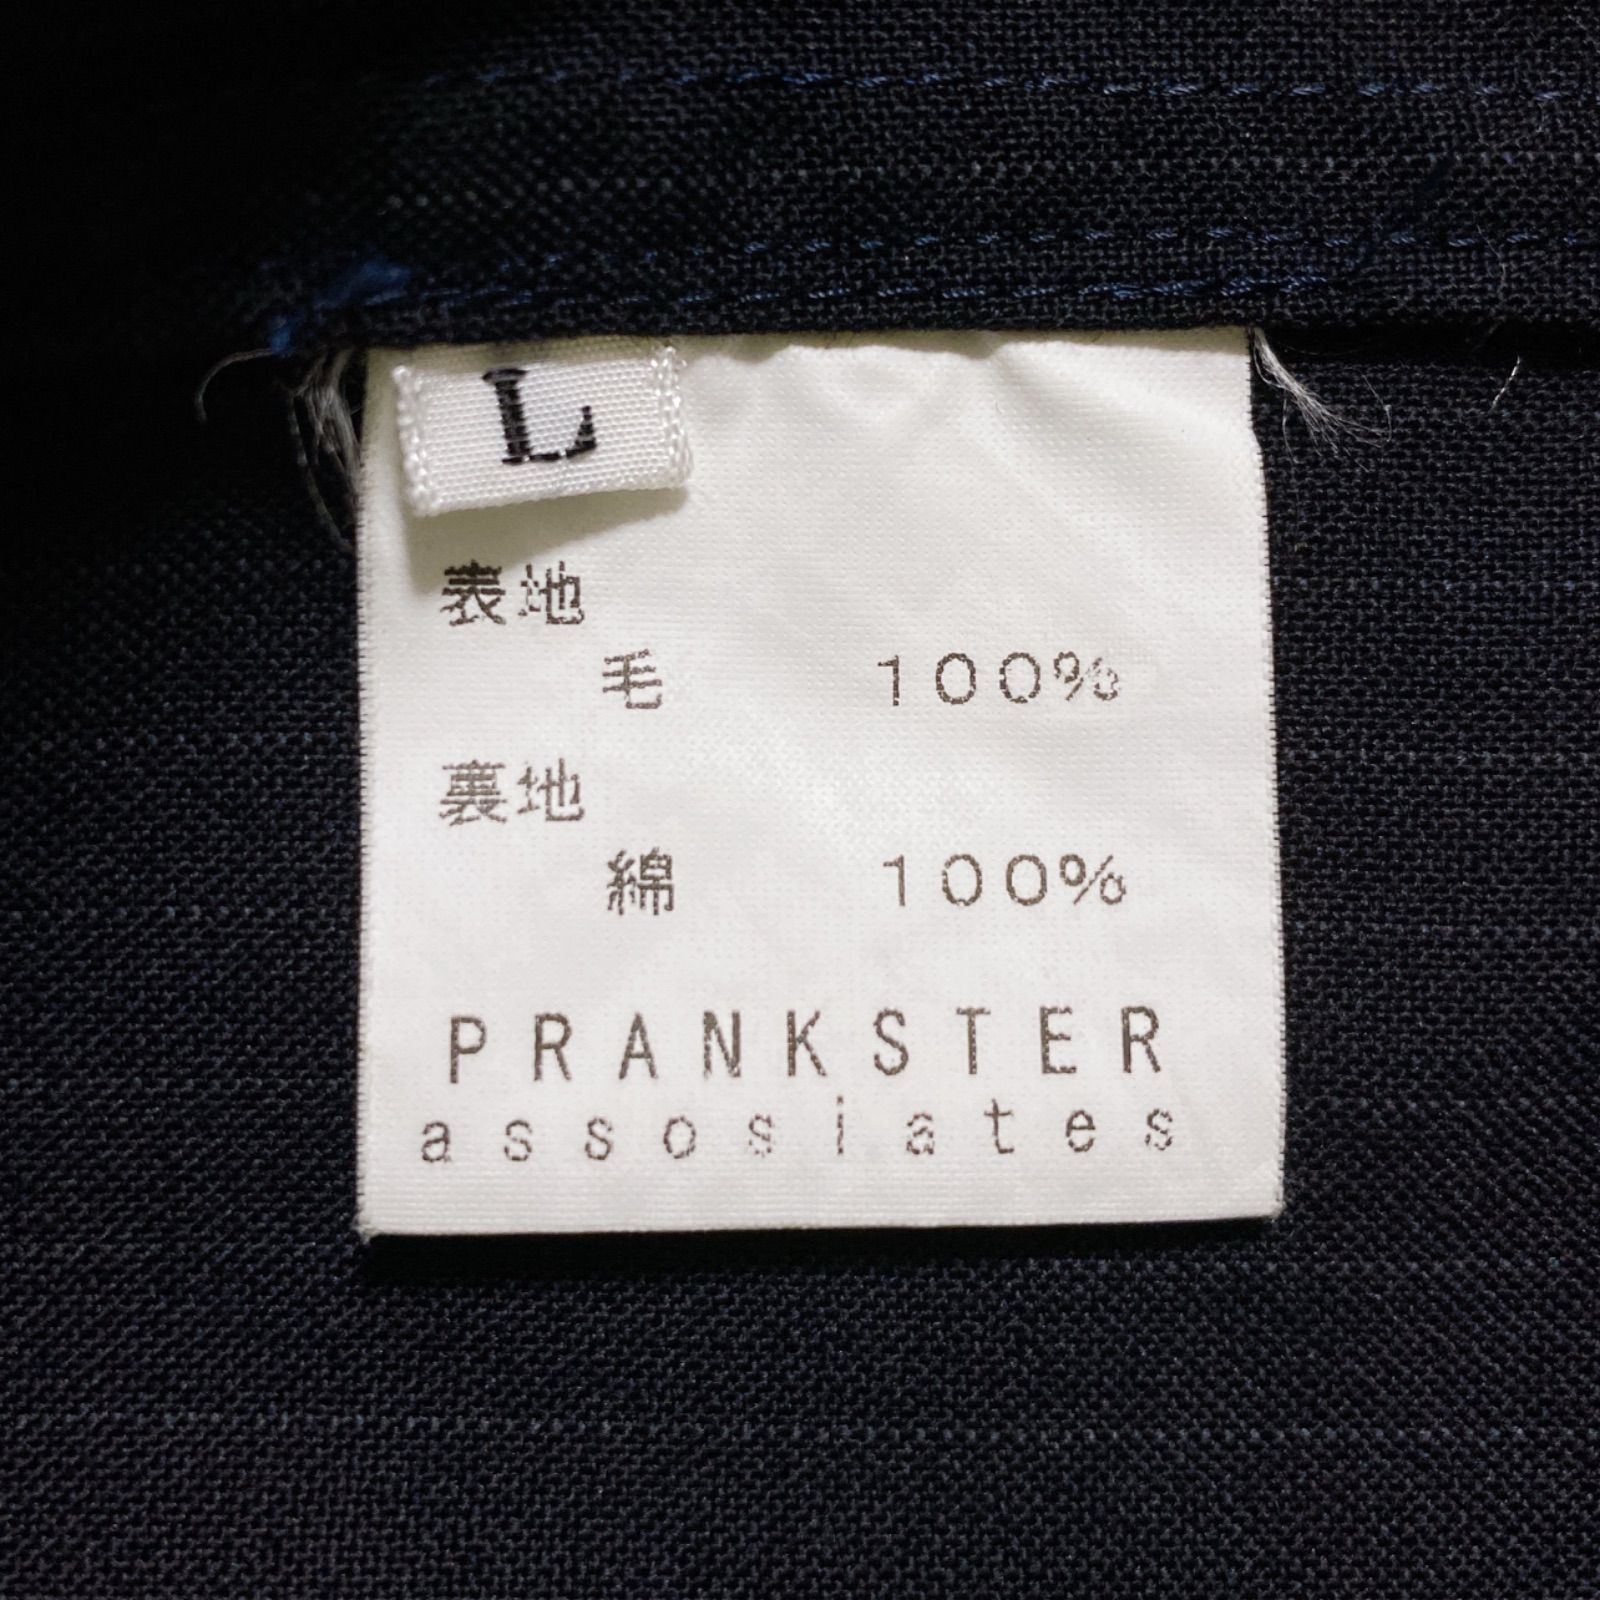 L
表地
毛 100%
裏地
綿 100%
PRANKSTER
assosiates